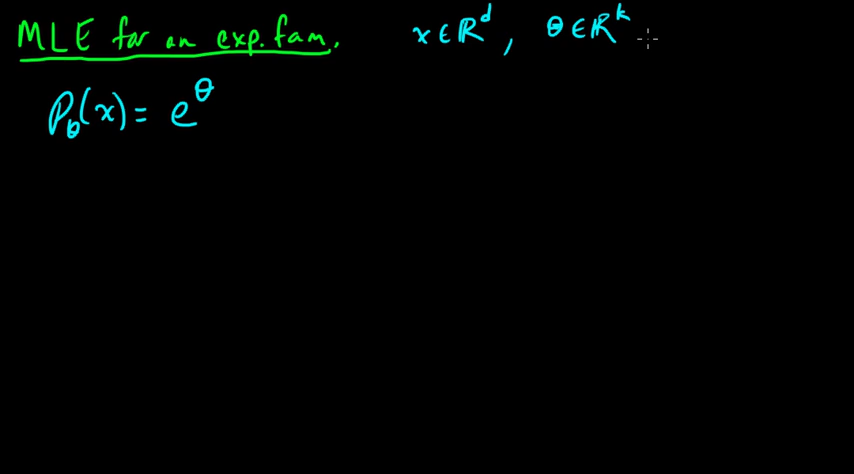 MLE for an exp. fam. x ∈ ℝ^d, θ ∈ ℝ^k
P_θ(x) = e^θ